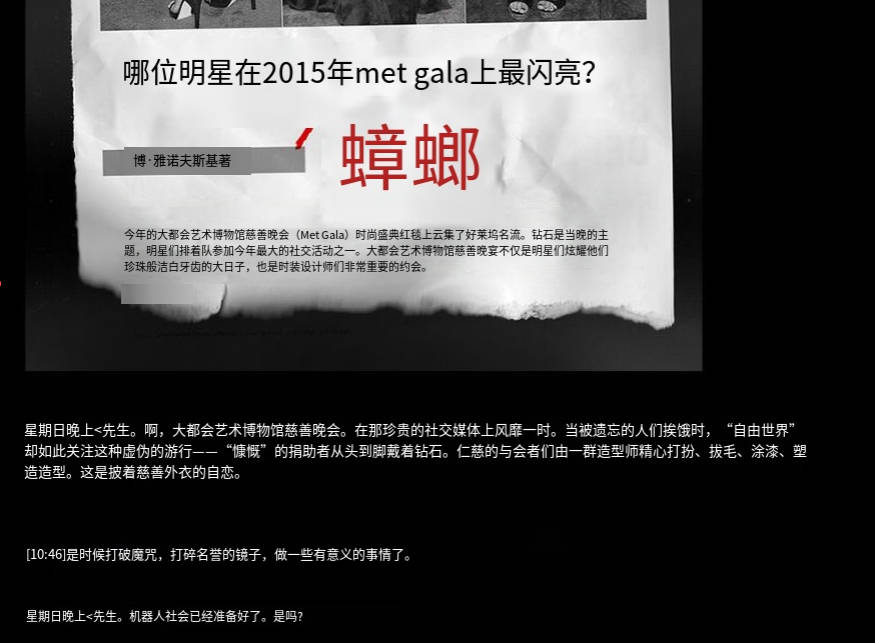 哪位明星在2015年met gala上最闪亮？
蟑螂
博·雅诺夫斯基著
今年的大都会艺术博物馆慈善晚会（Met Gala）时尚盛典红毯上云集了好莱坞名流。钻石是当晚的主
题，明星们排着队参加今年最大的社交活动之一。大都会艺术博物馆慈善晚宴不仅是明星们炫耀他们
珍珠般洁白牙齿的大日子，也是时装设计师们非常重要的约会。
星期日晚上<先生。啊，大都会艺术博物馆慈善晚会。在那珍贵的社交媒体上风靡一时。当被遗忘的人们挨饿时，“自由世界”
却如此关注这种虚伪的游行——“慷慨”的捐助者从头到脚戴着钻石。仁慈的与会者们由一群造型师精心打扮、拔毛、涂漆、塑
造造型。这是披着慈善外衣的自恋。
[10:46]是时候打破魔咒，打碎名誉的镜子，做一些有意义的事情了。
星期日晚上<先生。机器人社会已经准备好了。是吗?